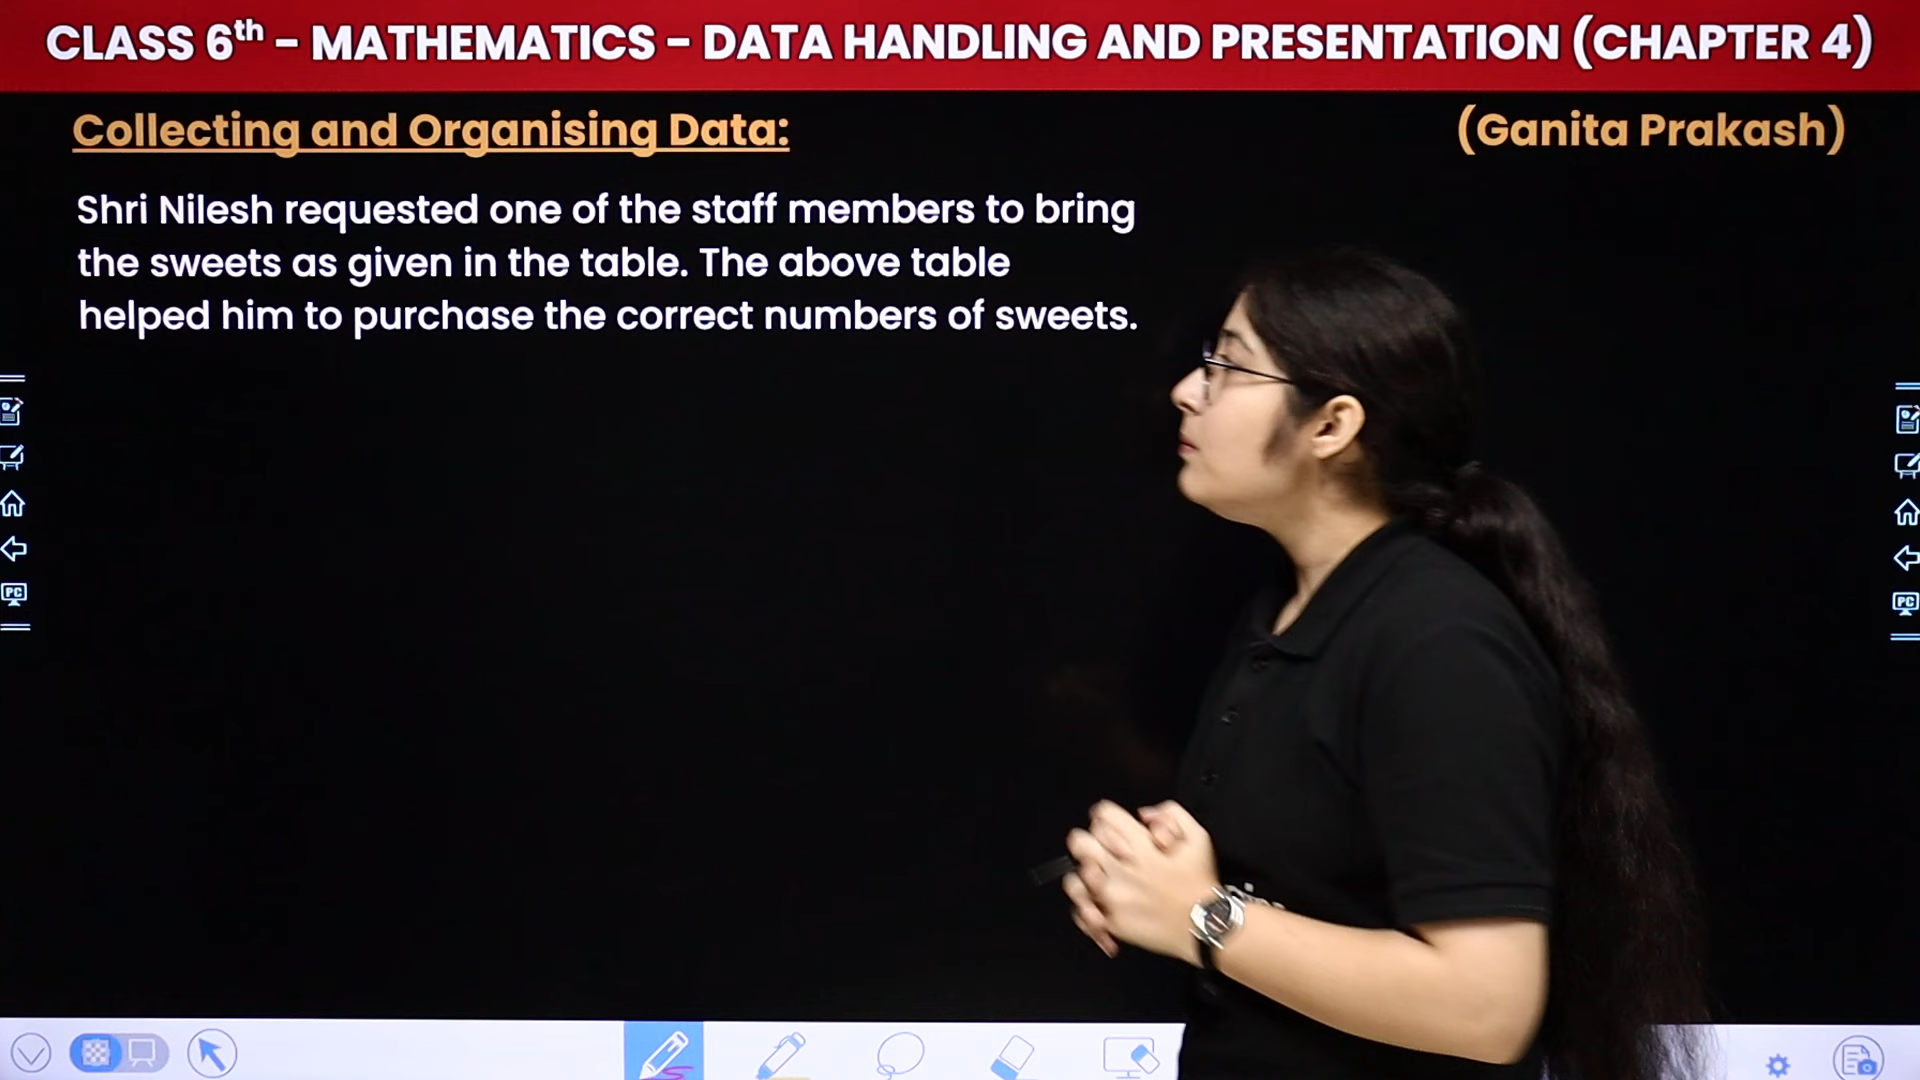 CLASS 6th - MATHEMATICS - DATA HANDLING AND PRESENTATION (CHAPTER 4)
Collecting and Organising Data:
(Ganita Prakash)
Shri Nilesh requested one of the staff members to bring
the sweets as given in the table. The above table
helped him to purchase the correct numbers of sweets.
PC
PC